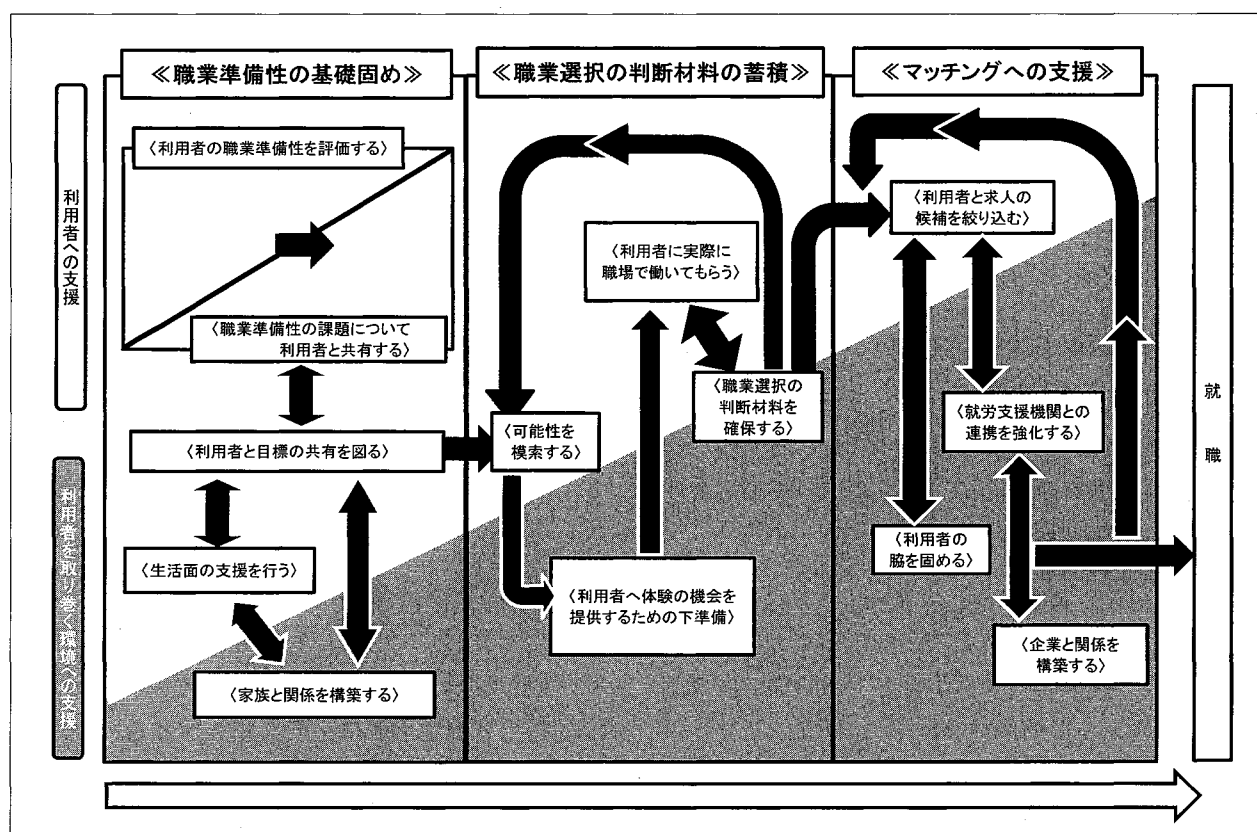 ≪職業準備性の基礎固め≫
≪職業選択の判断材料の蓄積≫
≪マッチングへの支援≫
利用者への支援
利用者を取り巻く環境への支援
〈利用者の職業準備性を評価する〉
〈職業準備性の課題について
利用者と共有する〉
〈利用者と目標の共有を図る〉
〈生活面の支援を行う〉
〈家族と関係を構築する〉
〈利用者に実際に
職場で働いてもらう〉
〈職業選択の
判断材料を
確保する〉
〈可能性を
模索する〉
〈利用者へ体験の機会を
提供するための下準備〉
〈利用者と求人の
候補を絞り込む〉
〈就労支援機関との
連携を強化する〉
〈利用者の
脇を固める〉
〈企業と関係を
構築する〉
就職